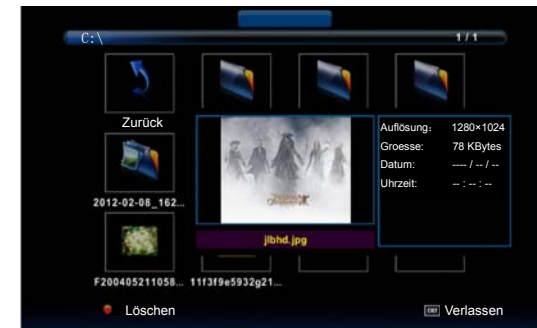 C:\
1/1
Zurück
Auflösung: 1280×1024
Groesse: 78 KBytes
Datum: ---- / -- / --
Uhrzeit: -- : -- : --
2012-02-08_162...
jlbhd.jpg
F200405211058... 11f3f9e5932g21...
Löschen
EXIT Verlassen